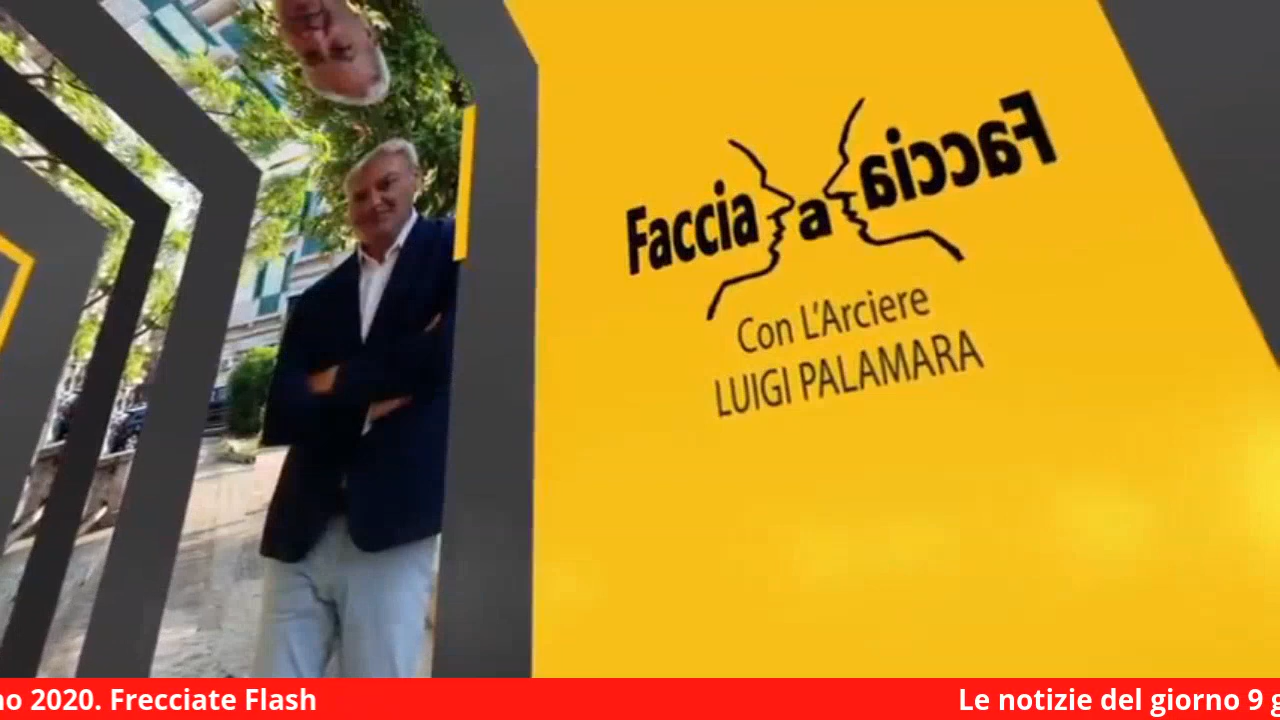 Faccia a Faccia
Con L'Arciere
LUIGI PALAMARA
no 2020. Frecciate Flash
Le notizie del giorno 9 g